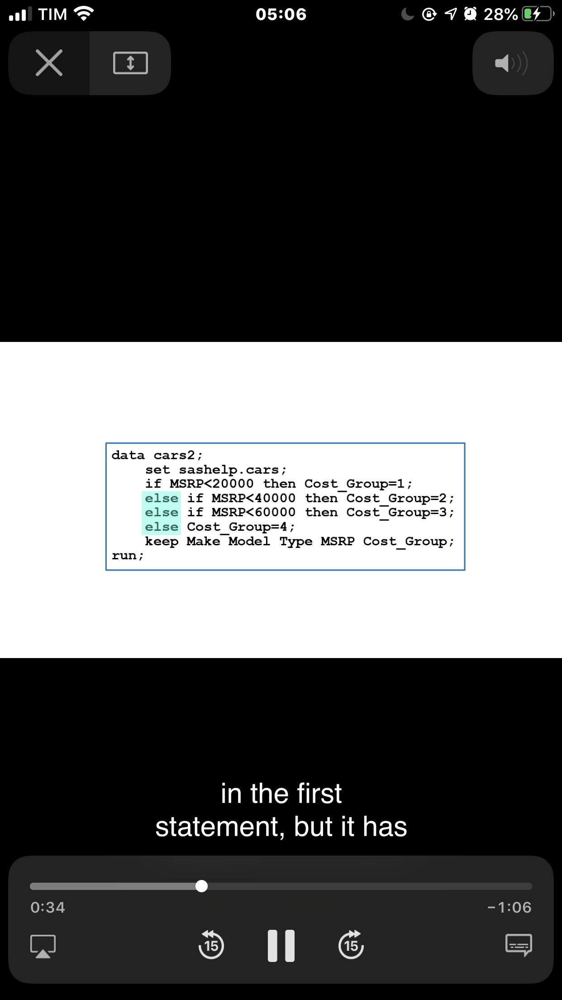 TIM 05:06 28%
data cars2;
set sashelp.cars;
if MSRP<20000 then Cost_Group=1;
else if MSRP<40000 then Cost_Group=2;
else if MSRP<60000 then Cost_Group=3;
else Cost_Group=4;
keep Make Model Type MSRP Cost_Group;
run;
in the first
statement, but it has
0:34 -1:06
15 15